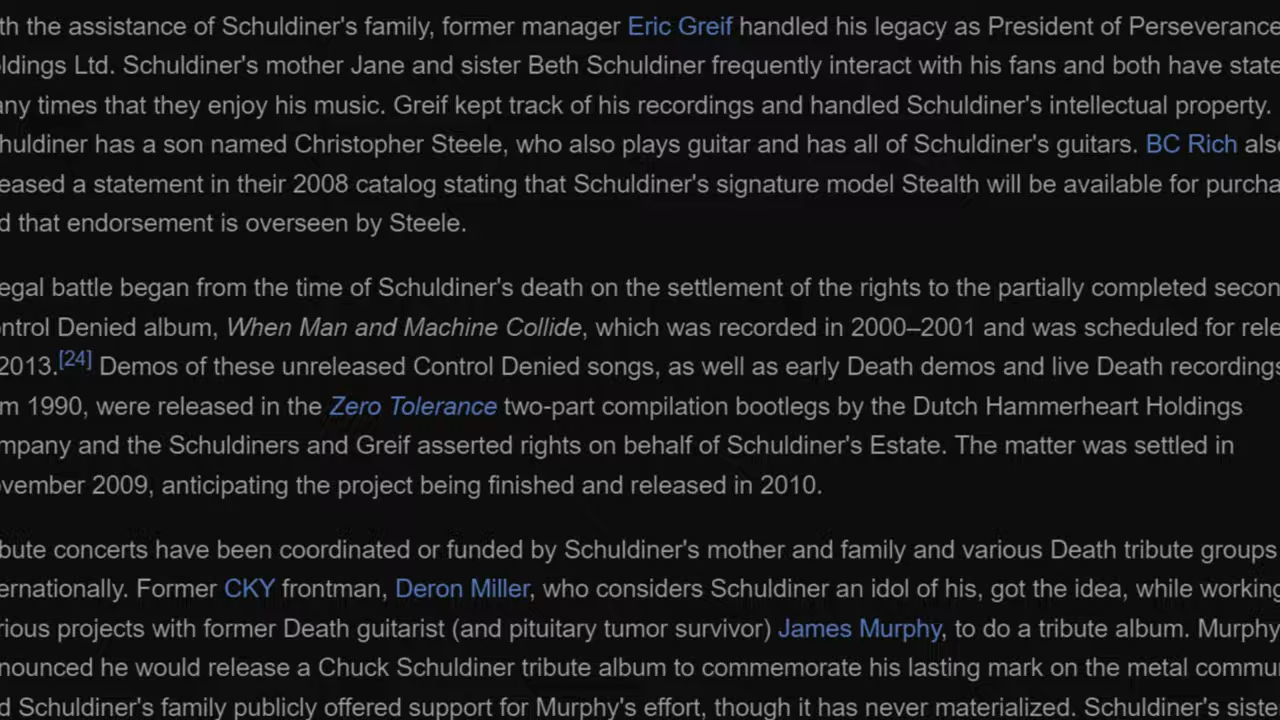 th the assistance of Schuldiner's family, former manager Eric Greif handled his legacy as President of Perseverance
ldings Ltd. Schuldiner's mother Jane and sister Beth Schuldiner frequently interact with his fans and both have state
any times that they enjoy his music. Greif kept track of his recordings and handled Schuldiner's intellectual property.
huldiner has a son named Christopher Steele, who also plays guitar and has all of Schuldiner's guitars. BC Rich also
eased a statement in their 2008 catalog stating that Schuldiner's signature model Stealth will be available for purcha
d that endorsement is overseen by Steele.
egal battle began from the time of Schuldiner's death on the settlement of the rights to the partially completed secon
ntrol Denied album, When Man and Machine Collide, which was recorded in 2000–2001 and was scheduled for rele
2013.[24] Demos of these unreleased Control Denied songs, as well as early Death demos and live Death recordings
m 1990, were released in the Zero Tolerance two-part compilation bootlegs by the Dutch Hammerheart Holdings
mpany and the Schuldiners and Greif asserted rights on behalf of Schuldiner's Estate. The matter was settled in
vember 2009, anticipating the project being finished and released in 2010.
bute concerts have been coordinated or funded by Schuldiner's mother and family and various Death tribute groups
ernationally. Former CKY frontman, Deron Miller, who considers Schuldiner an idol of his, got the idea, while working
rious projects with former Death guitarist (and pituitary tumor survivor) James Murphy, to do a tribute album. Murphy
nounced he would release a Chuck Schuldiner tribute album to commemorate his lasting mark on the metal commu
d Schuldiner's family publicly offered support for Murphy's effort, though it has never materialized. Schuldiner's siste